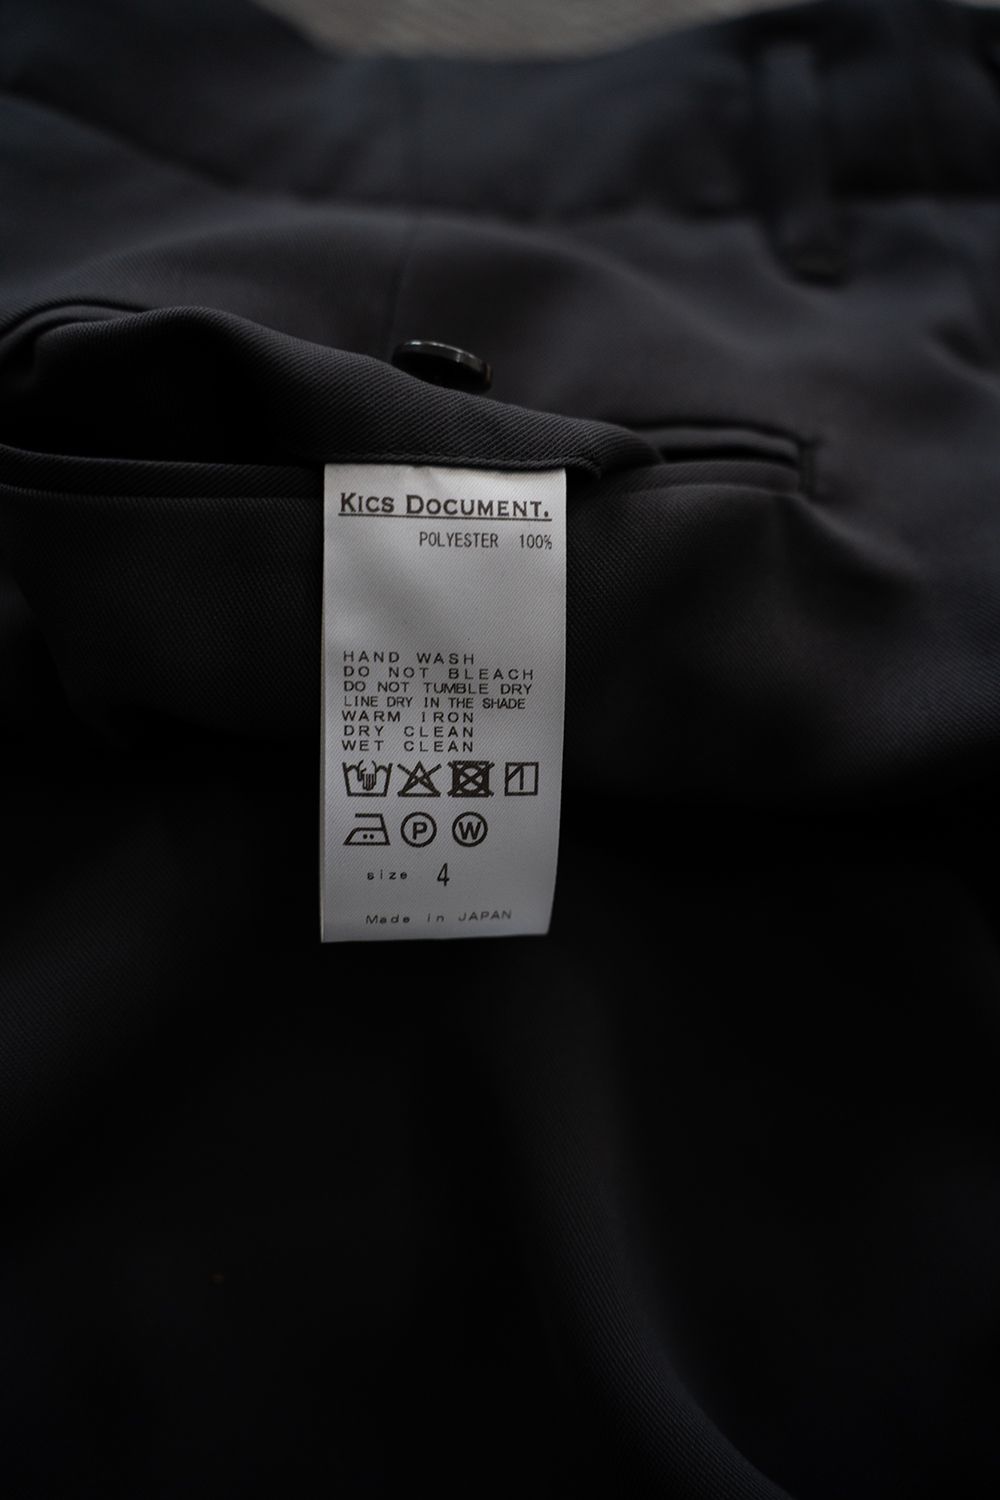 KICS DOCUMENT.
POLYESTER 100%
HAND WASH
DO NOT BLEACH
DO NOT TUMBLE DRY
LINE DRY IN THE SHADE
WARM IRON
DRY CLEAN
WET CLEAN
P W
size 4
Made in JAPAN